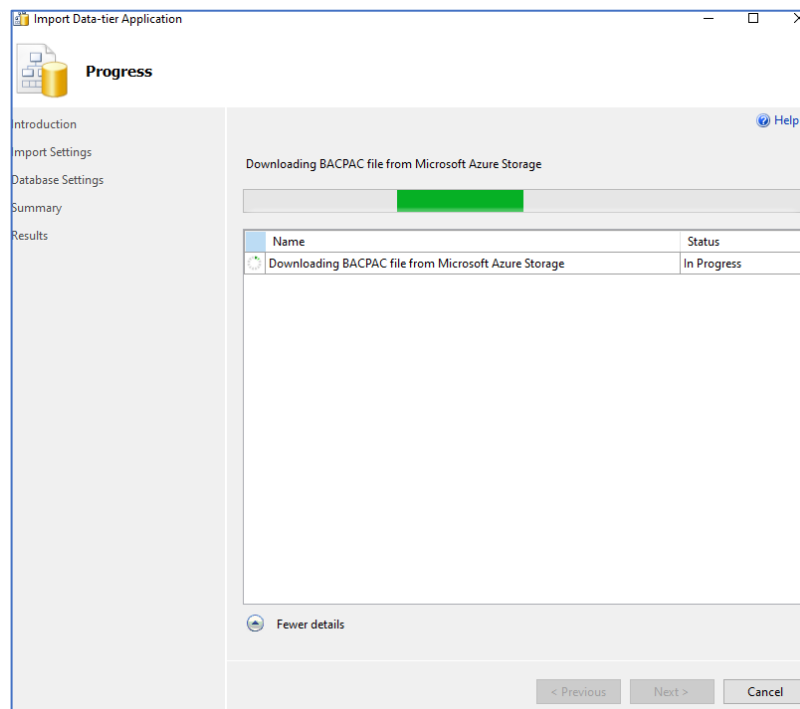 Import Data-tier Application
Progress
Introduction
Import Settings
Database Settings
Summary
Results
Help
Downloading BACPAC file from Microsoft Azure Storage
Name Status
Downloading BACPAC file from Microsoft Azure Storage In Progress
Fewer details
< Previous Next > Cancel